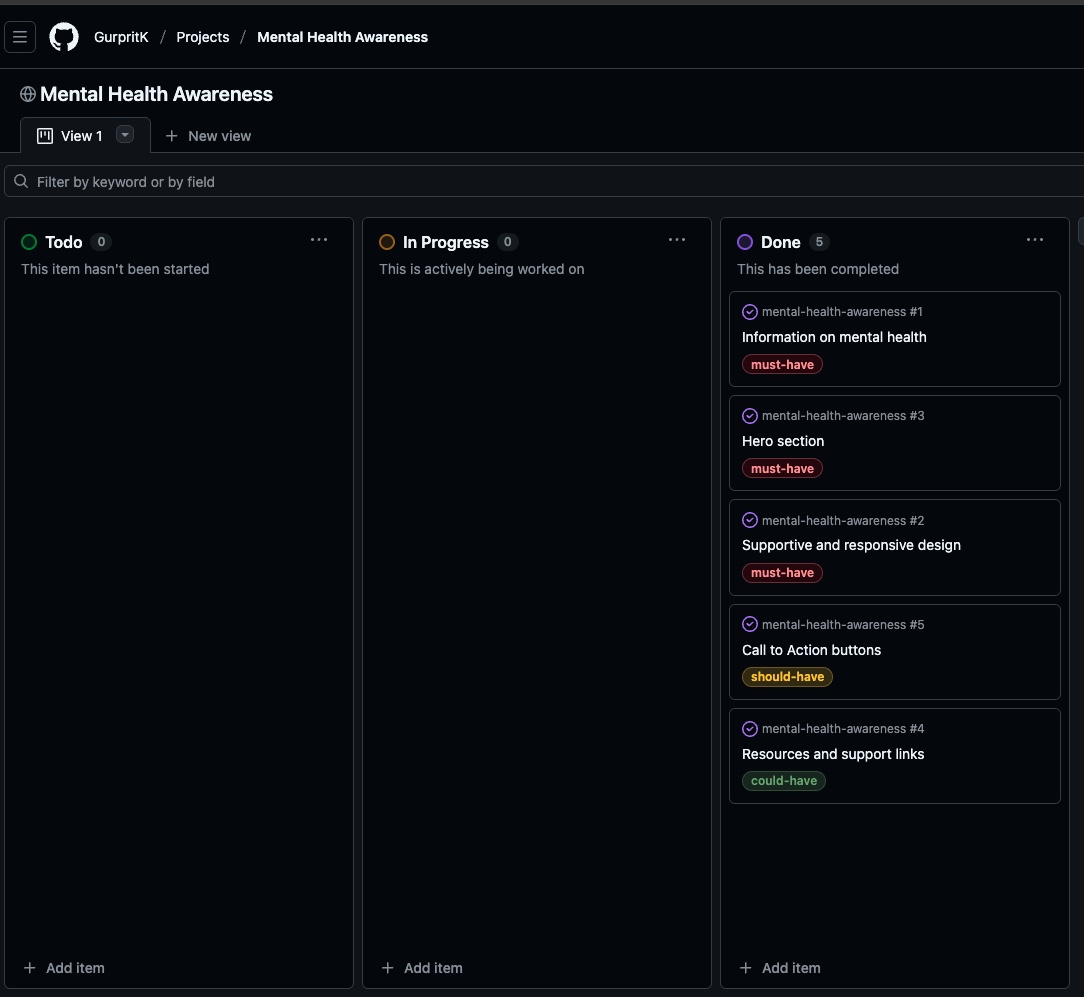 GurpritK / Projects / Mental Health Awareness
Mental Health Awareness
View 1
New view
Filter by keyword or by field
Todo 0
This item hasn't been started
Add item
In Progress 0
This is actively being worked on
Add item
Done 5
This has been completed
mental-health-awareness #1
Information on mental health
must-have
mental-health-awareness #3
Hero section
must-have
mental-health-awareness #2
Supportive and responsive design
must-have
mental-health-awareness #5
Call to Action buttons
should-have
mental-health-awareness #4
Resources and support links
could-have
Add item